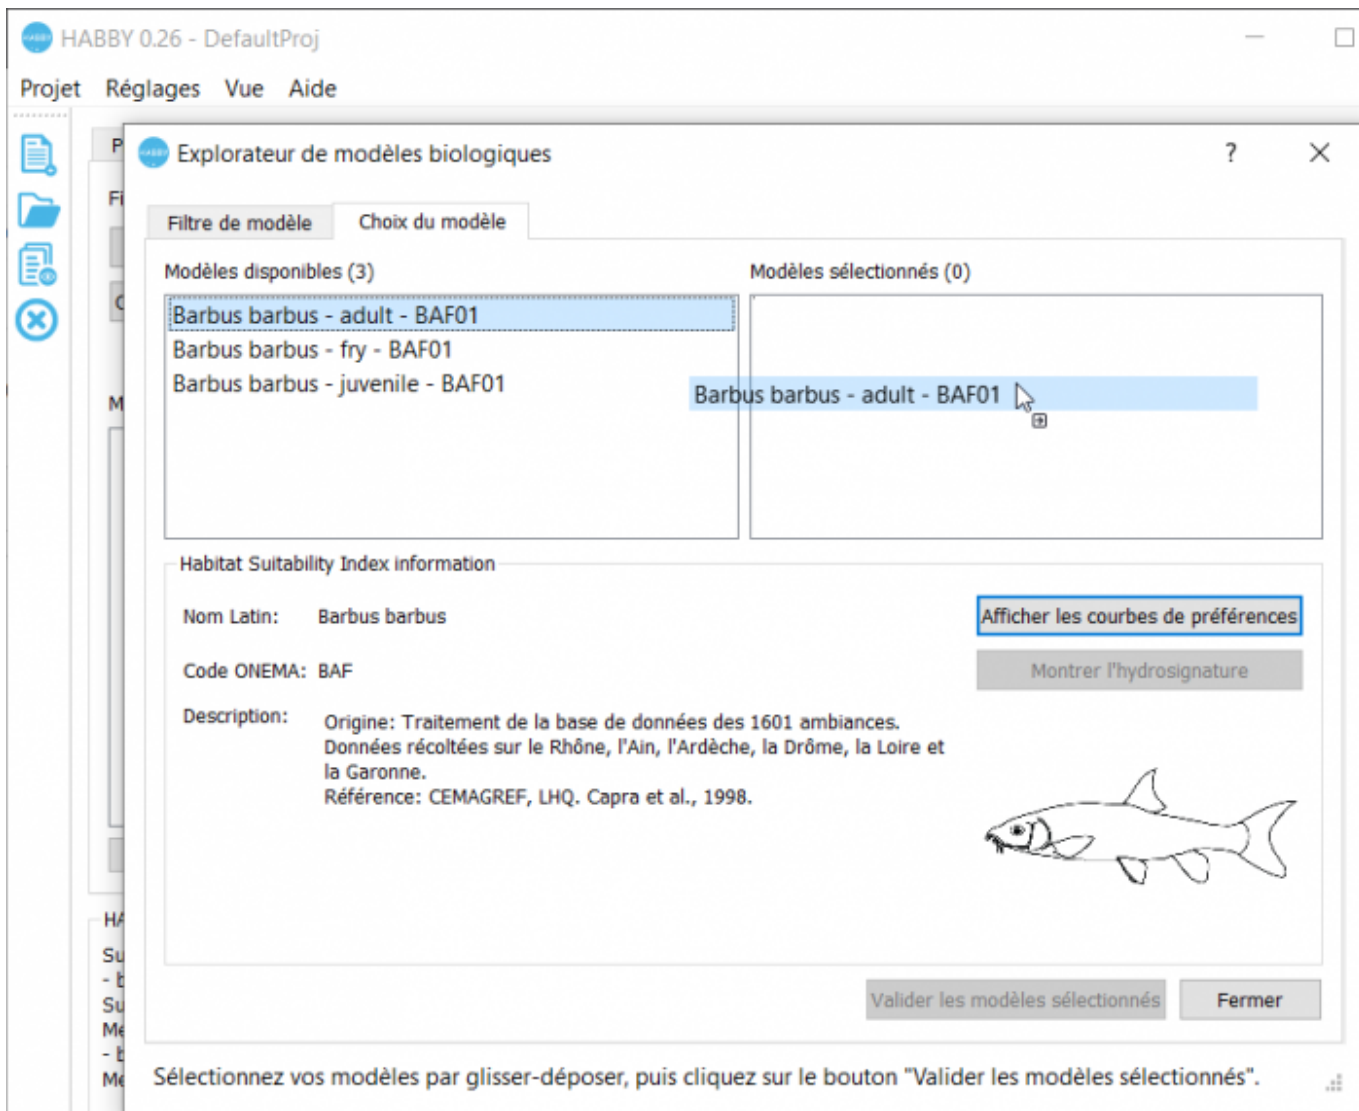 HABBY 0.26 - DefaultProj
Projet Réglages Vue Aide
HABBY Explorateur de modèles biologiques ?
Filtre de modèle Choix du modèle
Modèles disponibles (3) Modèles sélectionnés (0)
Barbus barbus - adult - BAF01
Barbus barbus - fry - BAF01
Barbus barbus - juvenile - BAF01
Barbus barbus - adult - BAF01
Habitat Suitability Index information
Nom Latin: Barbus barbus
Afficher les courbes de préférences
Code ONEMA: BAF
Montrer l'hydrosignature
Description: Origine: Traitement de la base de données des 1601 ambiances.
Données récoltées sur le Rhône, l'Ain, l'Ardèche, la Drôme, la Loire et
la Garonne.
Référence: CEMAGREF, LHQ. Capra et al., 1998.
Valider les modèles sélectionnés Fermer
Sélectionnez vos modèles par glisser-déposer, puis cliquez sur le bouton "Valider les modèles sélectionnés".